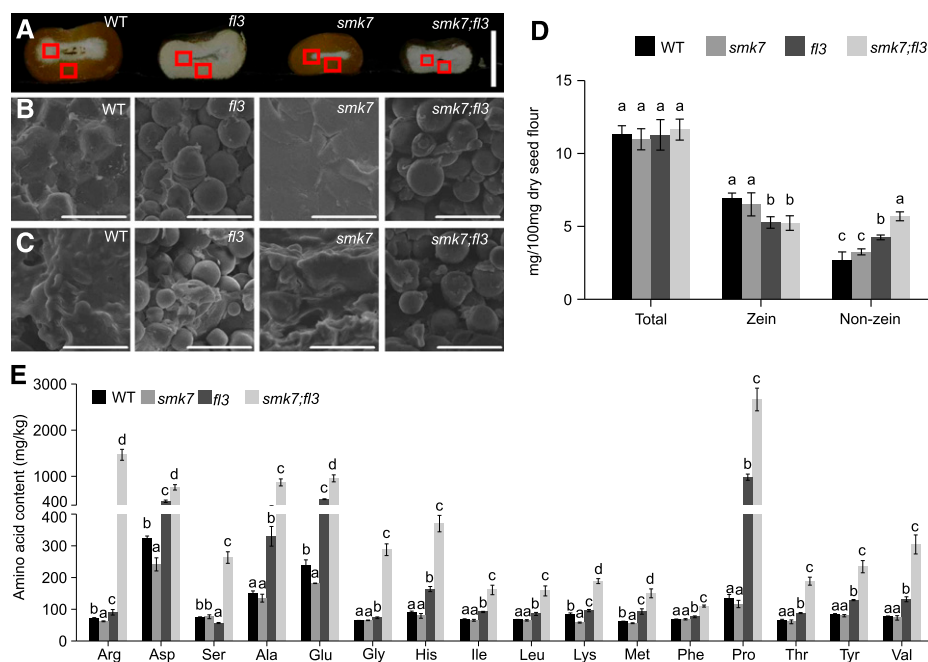 A WT fl3 smk7 smk7;fl3
B WT fl3 smk7 smk7;fl3
C WT fl3 smk7 smk7;fl3
D
WT smk7 fl3 smk7;fl3
mg/100mg dry seed flour
15
10
5
0
a a a a
a a b b
c c b a
Total Zein Non-zein
E
WT smk7 fl3 smk7;fl3
Amino acid content (mg/kg)
3000
2000
1000
400
400
300
200
100
0
b a c d
b a c d
b b a c
a a b c
b a c d
a a b c
a a b c
a a b c
a a b c
b a c d
b a c d
a a b c
a a b c
a a b c
a a b c
a a b c
Arg Asp Ser Ala Glu Gly His Ile Leu Lys Met Phe Pro Thr Tyr Val